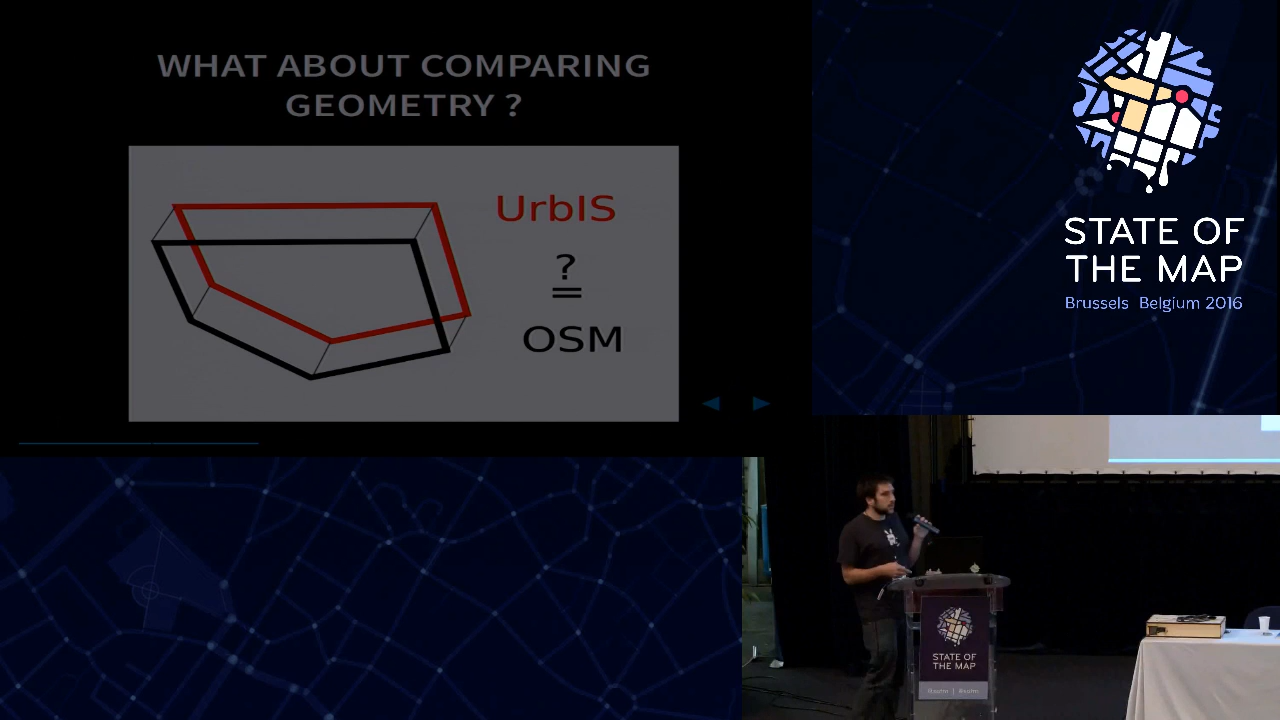 WHAT ABOUT COMPARING
GEOMETRY ?
UrbIS
?
=
OSM
STATE OF
THE MAP
Brussels Belgium 2016
STATE OF
THE MAP